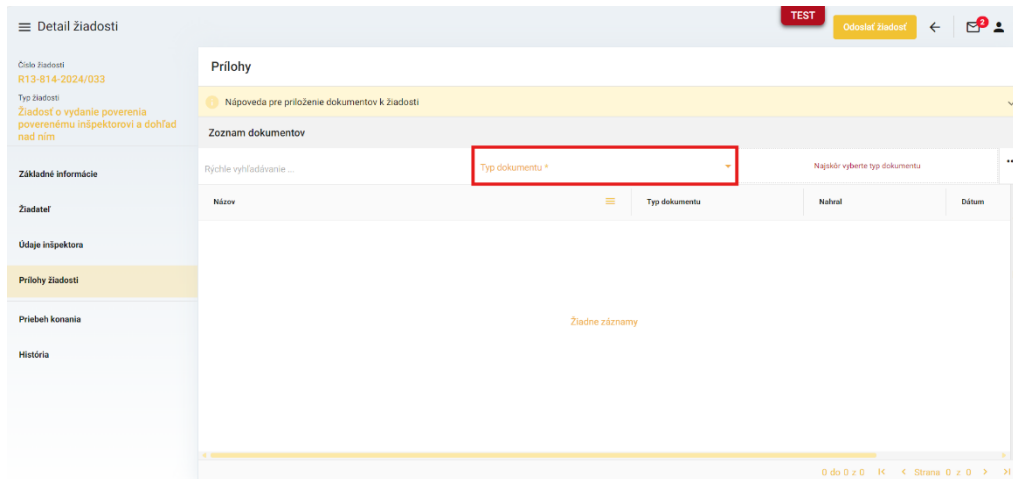 Detail žiadosti
TEST
Odoslať žiadosť
2
Číslo žiadosti
R13-814-2024/033
Typ žiadosti
Žiadosť o vydanie poverenia
poverenému inšpektorovi a dohľad
nad ním
Základné informácie
Žiadateľ
Údaje inšpektora
Prílohy žiadosti
Priebeh konania
História
Prílohy
Nápoveda pre priloženie dokumentov k žiadosti
Zoznam dokumentov
Rýchle vyhľadávanie ...
Typ dokumentu *
Najskôr vyberte typ dokumentu
Názov
Typ dokumentu
Nahral
Dátum
Žiadne záznamy
0 do 0 z 0
Strana 0 z 0